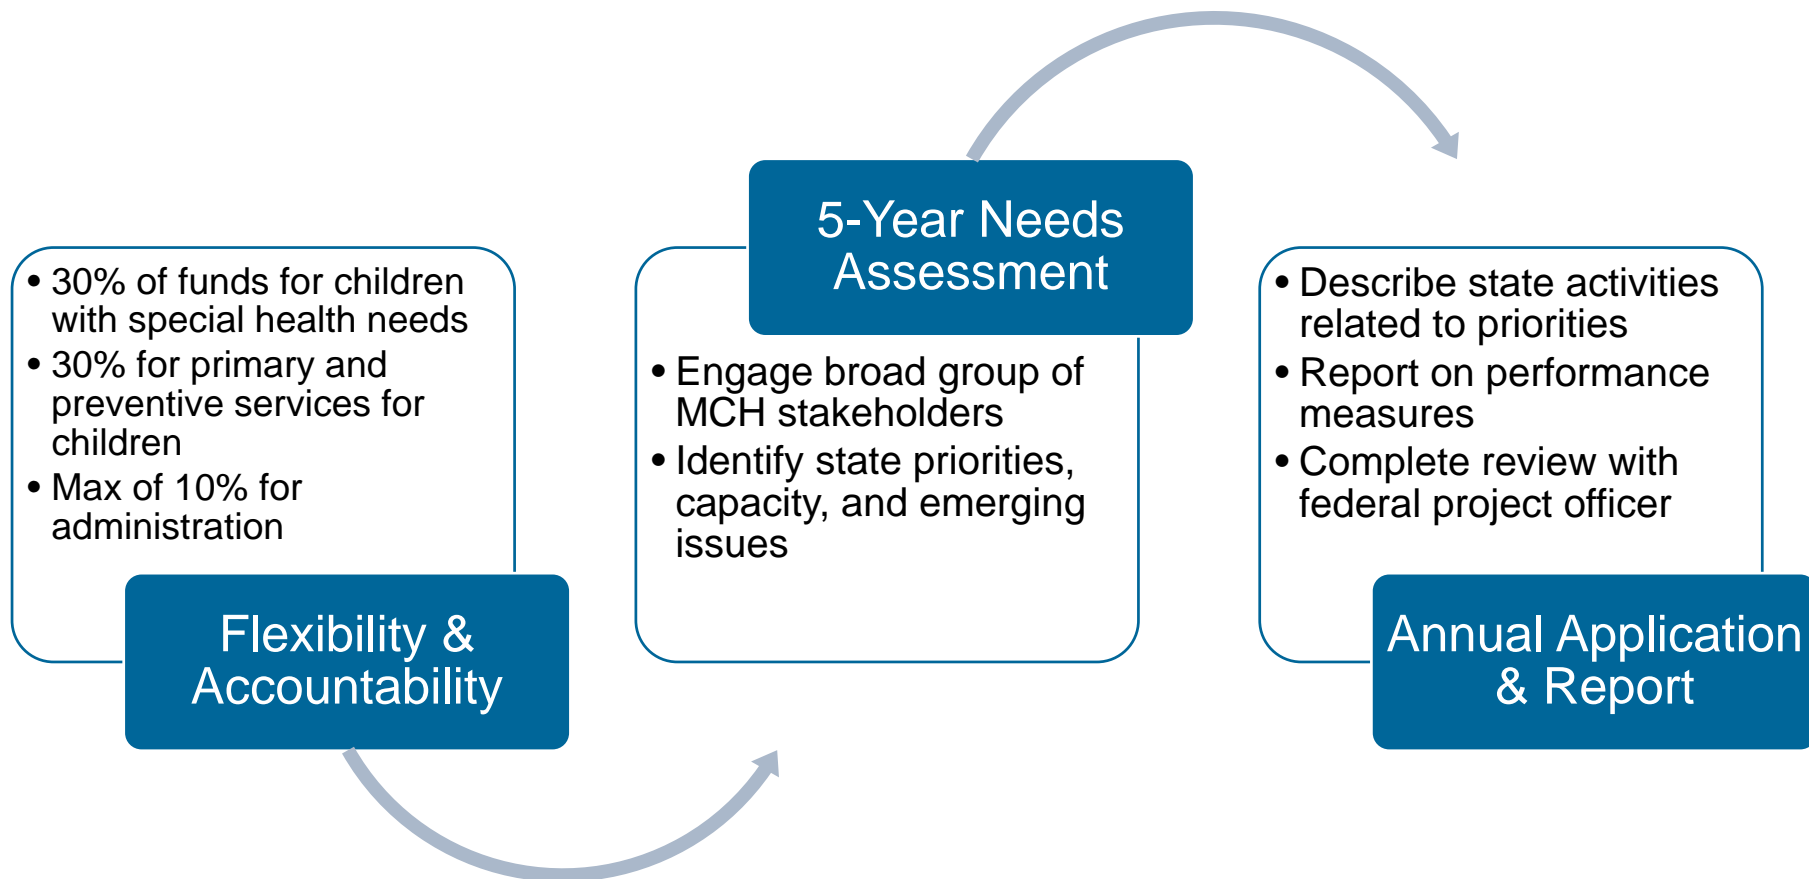 • 30% of funds for children
with special health needs
• 30% for primary and
preventive services for
children
• Max of 10% for
administration
Flexibility &
Accountability
5-Year Needs
Assessment
• Engage broad group of
MCH stakeholders
• Identify state priorities,
capacity, and emerging
issues
• Describe state activities
related to priorities
• Report on performance
measures
• Complete review with
federal project officer
Annual Application
& Report